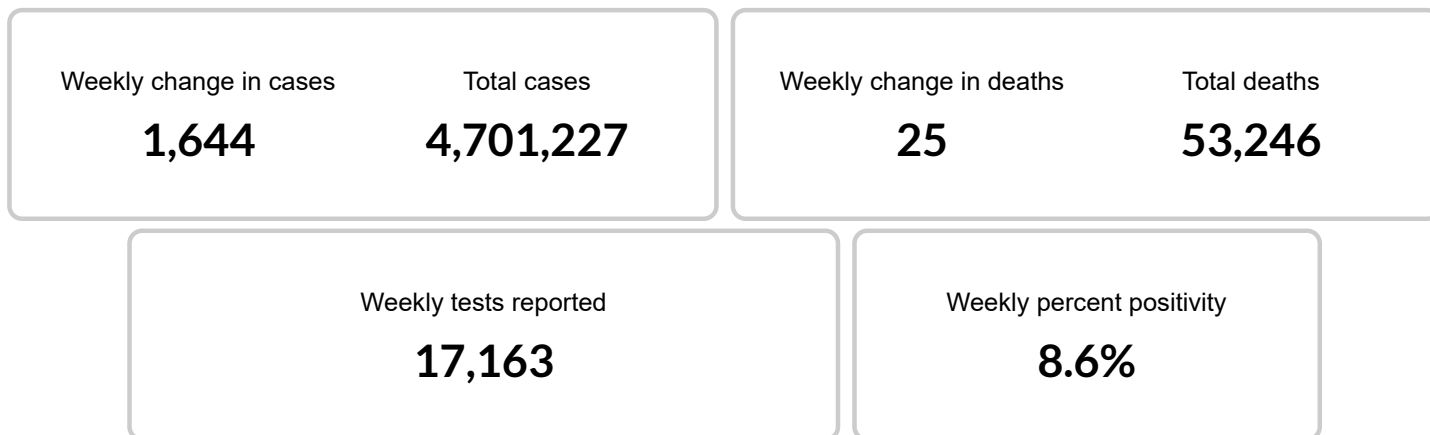 Weekly change in cases
1,644
Total cases
4,701,227
Weekly change in deaths
25
Total deaths
53,246
Weekly tests reported
17,163
Weekly percent positivity
8.6%